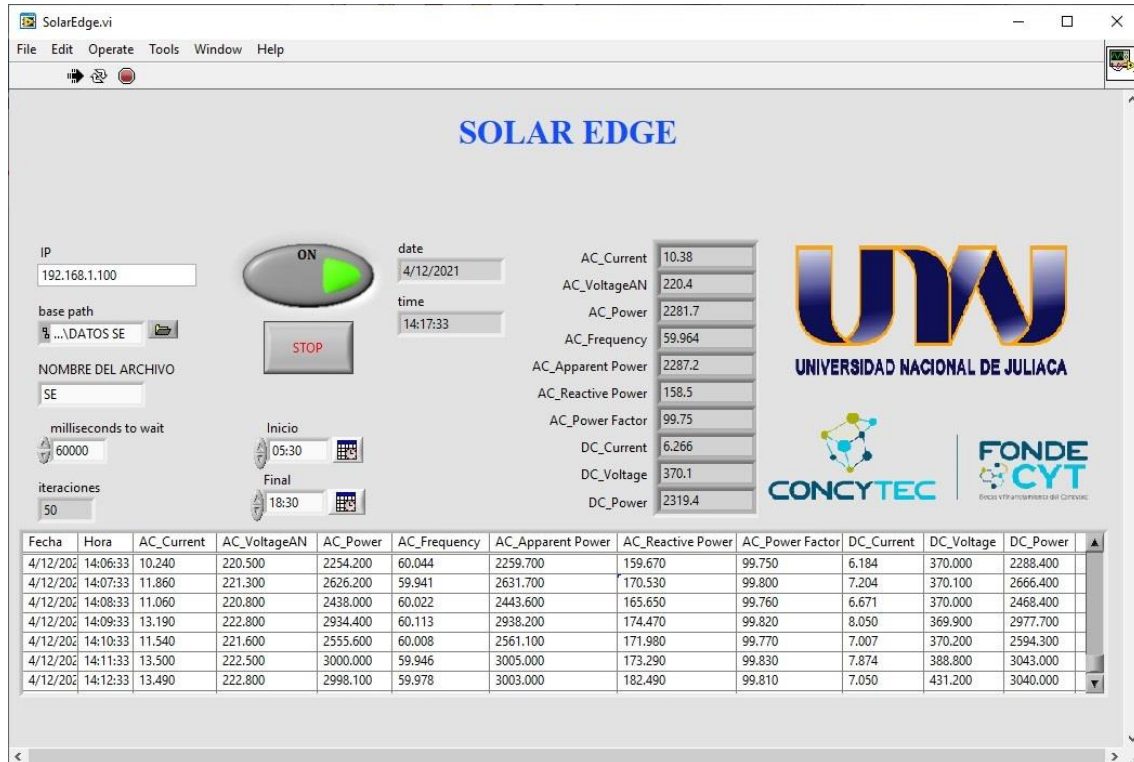 SolarEdge.vi
File Edit Operate Tools Window Help
SOLAR EDGE
IP
192.168.1.100
base path
...\DATOS SE
NOMBRE DEL ARCHIVO
SE
milliseconds to wait
60000
iteraciones
50
ON
STOP
Inicio
05:30
Final
18:30
date
4/12/2021
time
14:17:33
AC_Current 10.38
AC_VoltageAN 220.4
AC_Power 2281.7
AC_Frequency 59.964
AC_Apparent Power 2287.2
AC_Reactive Power 158.5
AC_Power Factor 99.75
DC_Current 6.266
DC_Voltage 370.1
DC_Power 2319.4
UNAJ
UNIVERSIDAD NACIONAL DE JULIACA
CONCYTEC
FONDE
CYT
Fecha Hora AC_Current AC_VoltageAN AC_Power AC_Frequency AC_Apparent Power AC_Reactive Power AC_Power Factor DC_Current DC_Voltage DC_Power
4/12/202 14:06:33 10.240 220.500 2254.200 60.044 2259.700 159.670 99.750 6.184 370.000 2288.400
4/12/202 14:07:33 11.860 221.300 2626.200 59.941 2631.700 170.530 99.800 7.204 370.100 2666.400
4/12/202 14:08:33 11.060 220.800 2438.000 60.022 2443.600 165.650 99.760 6.671 370.000 2468.400
4/12/202 14:09:33 13.190 222.800 2934.400 60.113 2938.200 174.470 99.820 8.050 369.900 2977.700
4/12/202 14:10:33 11.540 221.600 2555.600 60.008 2561.100 171.980 99.770 7.007 370.200 2594.300
4/12/202 14:11:33 13.500 222.500 3000.000 59.946 3005.000 173.290 99.830 7.874 388.800 3043.000
4/12/202 14:12:33 13.490 222.800 2998.100 59.978 3003.000 182.490 99.810 7.050 431.200 3040.000